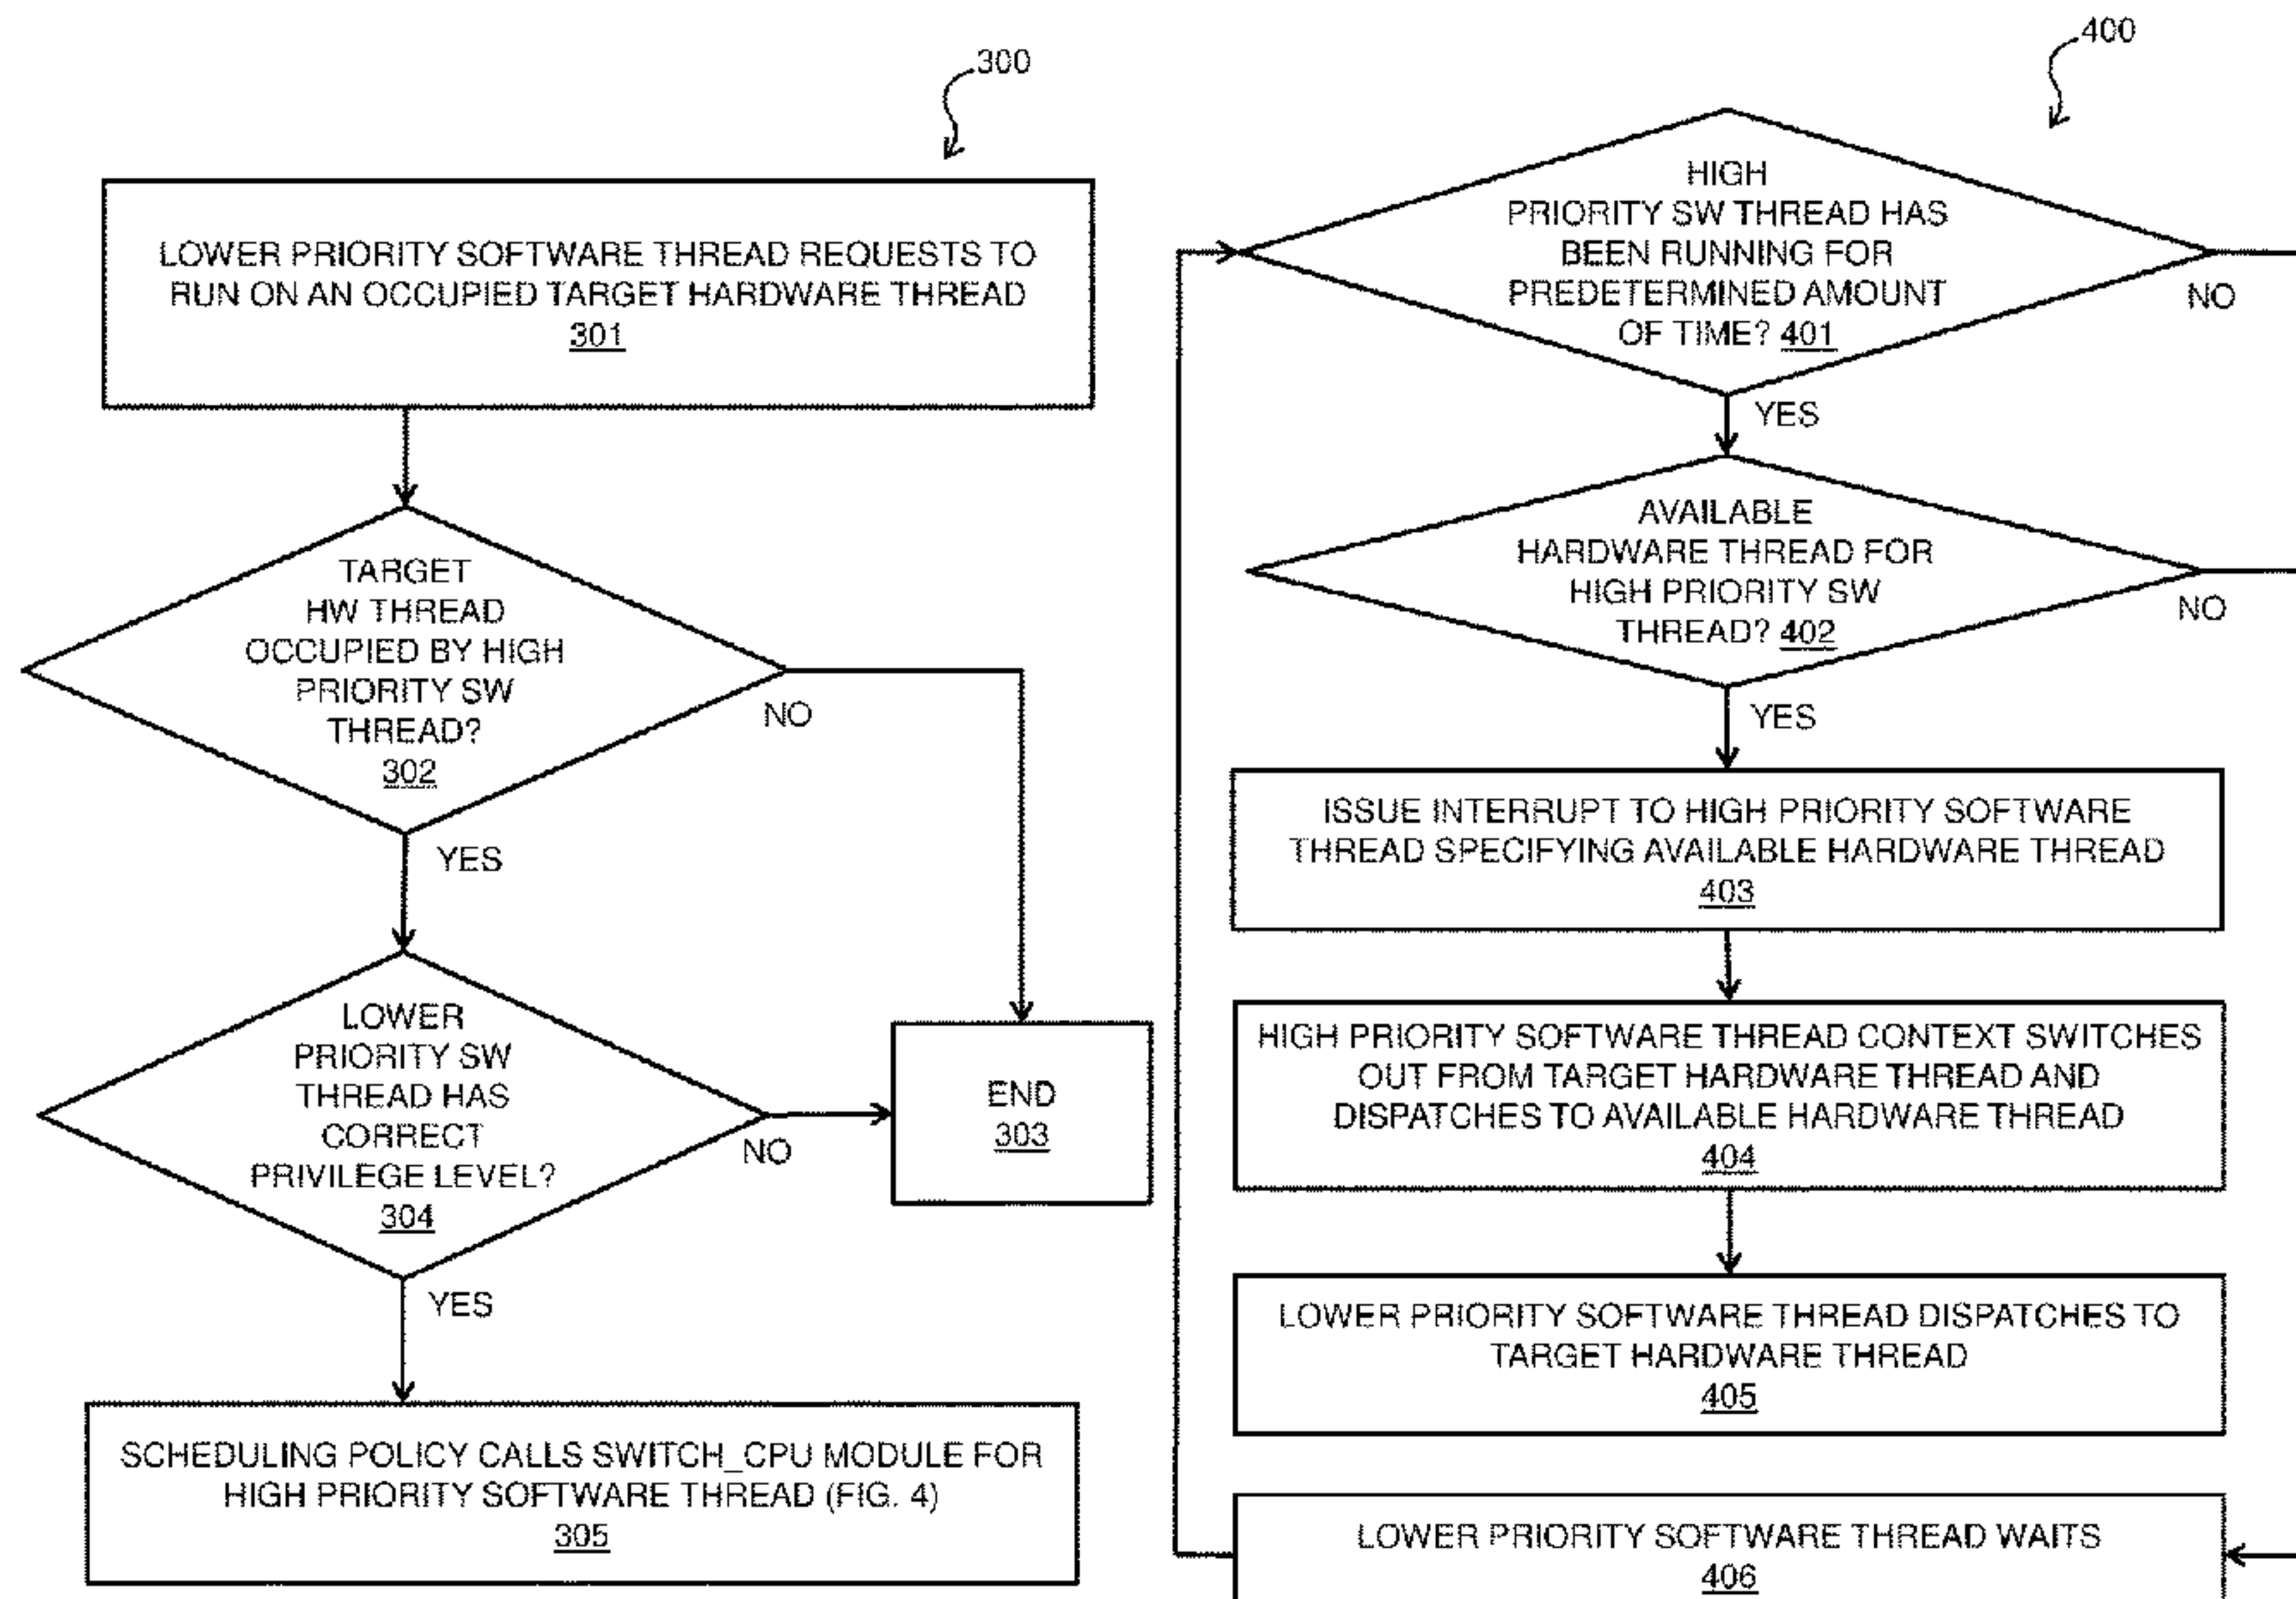 300
LOWER PRIORITY SOFTWARE THREAD REQUESTS TO
RUN ON AN OCCUPIED TARGET HARDWARE THREAD
301
TARGET
HW THREAD
OCCUPIED BY HIGH
PRIORITY SW
THREAD?
302
NO
YES
LOWER
PRIORITY SW
THREAD HAS
CORRECT
PRIVILEGE LEVEL?
304
NO
END
303
YES
SCHEDULING POLICY CALLS SWITCH_CPU MODULE FOR
HIGH PRIORITY SOFTWARE THREAD (FIG. 4)
305
400
HIGH
PRIORITY SW THREAD HAS
BEEN RUNNING FOR
PREDETERMINED AMOUNT
OF TIME? 401
NO
YES
AVAILABLE
HARDWARE THREAD FOR
HIGH PRIORITY SW
THREAD? 402
NO
YES
ISSUE INTERRUPT TO HIGH PRIORITY SOFTWARE
THREAD SPECIFYING AVAILABLE HARDWARE THREAD
403
HIGH PRIORITY SOFTWARE THREAD CONTEXT SWITCHES
OUT FROM TARGET HARDWARE THREAD AND
DISPATCHES TO AVAILABLE HARDWARE THREAD
404
LOWER PRIORITY SOFTWARE THREAD DISPATCHES TO
TARGET HARDWARE THREAD
405
LOWER PRIORITY SOFTWARE THREAD WAITS
406